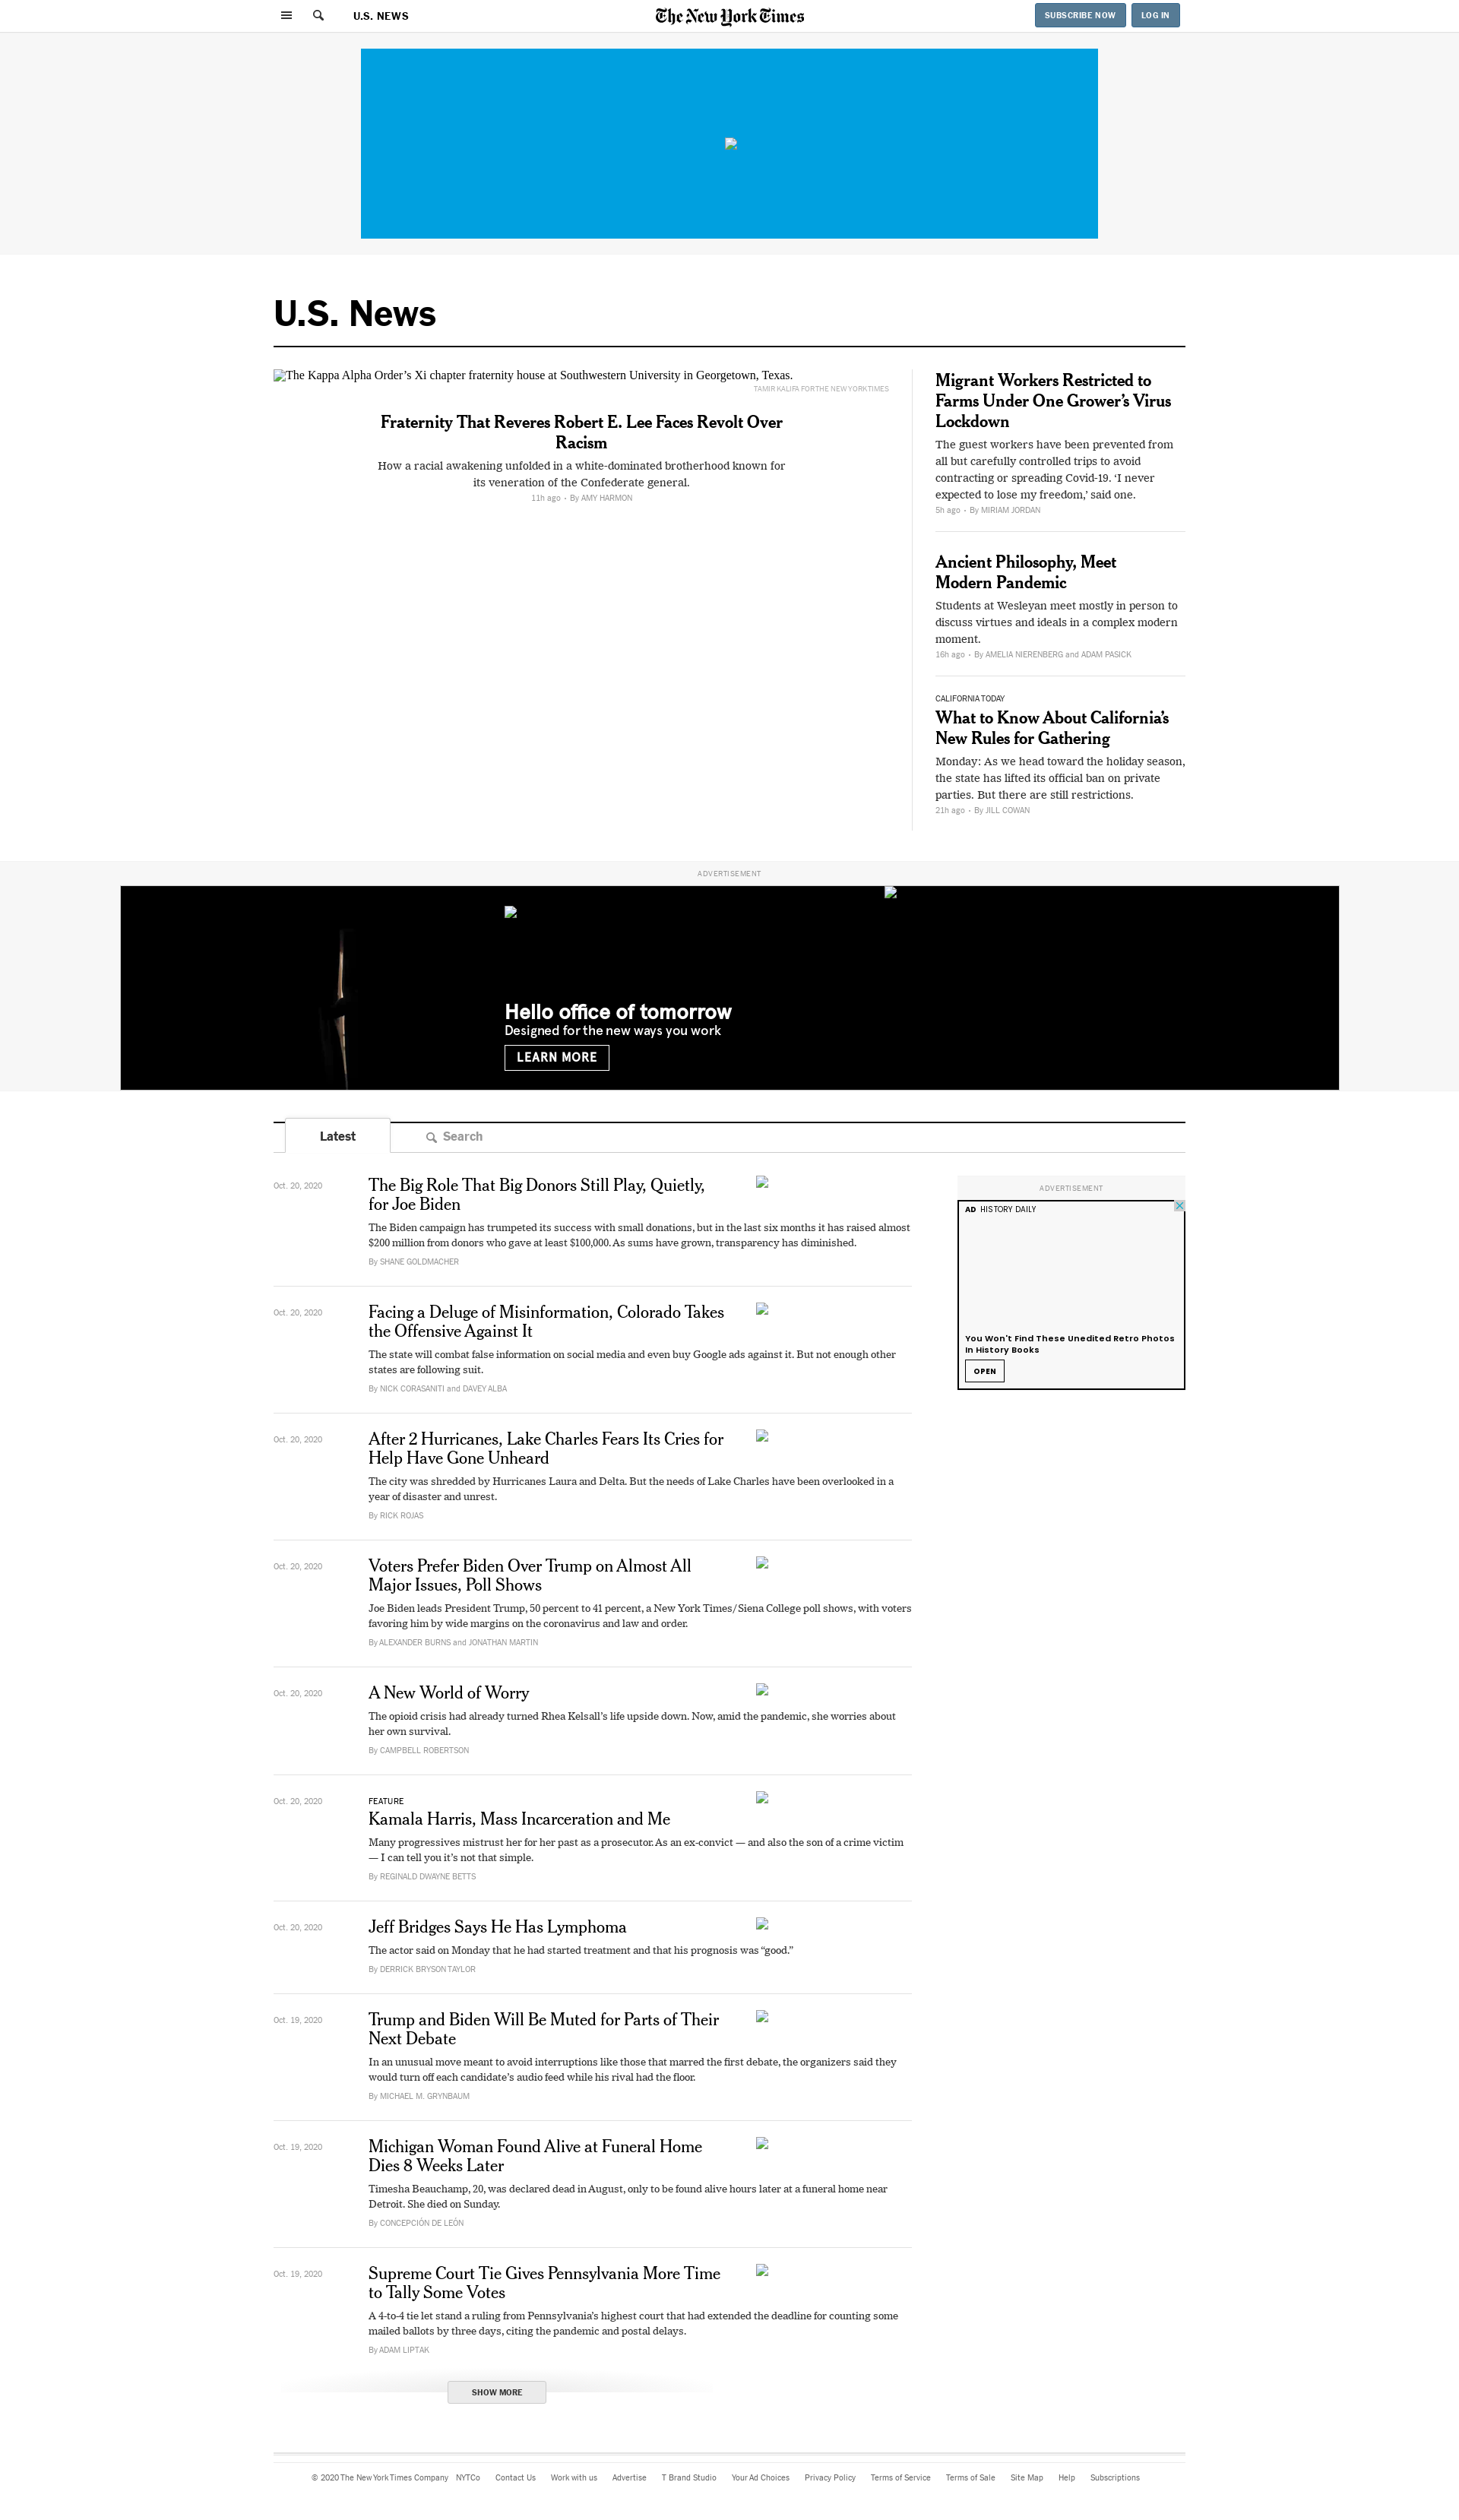 U.S. NEWS
The New York Times
SUBSCRIBE NOW
LOG IN
U.S. News
The Kappa Alpha Order’s Xi chapter fraternity house at Southwestern University in Georgetown, Texas.
TAMIR KALIFA FOR THE NEW YORK TIMES
Fraternity That Reveres Robert E. Lee Faces Revolt Over
Racism
How a racial awakening unfolded in a white-dominated brotherhood known for
its veneration of the Confederate general.
11h ago • By AMY HARMON
Migrant Workers Restricted to
Farms Under One Grower’s Virus
Lockdown
The guest workers have been prevented from
all but carefully controlled trips to avoid
contracting or spreading Covid-19. ‘I never
expected to lose my freedom,’ said one.
5h ago • By MIRIAM JORDAN
Ancient Philosophy, Meet
Modern Pandemic
Students at Wesleyan meet mostly in person to
discuss virtues and ideals in a complex modern
moment.
16h ago • By AMELIA NIERENBERG and ADAM PASICK
CALIFORNIA TODAY
What to Know About California’s
New Rules for Gathering
Monday: As we head toward the holiday season,
the state has lifted its official ban on private
parties. But there are still restrictions.
21h ago • By JILL COWAN
ADVERTISEMENT
Hello office of tomorrow
Designed for the new ways you work
LEARN MORE
Latest
Search
Oct. 20, 2020
The Big Role That Big Donors Still Play, Quietly,
for Joe Biden
The Biden campaign has trumpeted its success with small donations, but in the last six months it has raised almost
$200 million from donors who gave at least $100,000. As sums have grown, transparency has diminished.
By SHANE GOLDMACHER
ADVERTISEMENT
AD HISTORY DAILY
You Won't Find These Unedited Retro Photos
In History Books
OPEN
Oct. 20, 2020
Facing a Deluge of Misinformation, Colorado Takes
the Offensive Against It
The state will combat false information on social media and even buy Google ads against it. But not enough other
states are following suit.
By NICK CORASANITI and DAVEY ALBA
Oct. 20, 2020
After 2 Hurricanes, Lake Charles Fears Its Cries for
Help Have Gone Unheard
The city was shredded by Hurricanes Laura and Delta. But the needs of Lake Charles have been overlooked in a
year of disaster and unrest.
By RICK ROJAS
Oct. 20, 2020
Voters Prefer Biden Over Trump on Almost All
Major Issues, Poll Shows
Joe Biden leads President Trump, 50 percent to 41 percent, a New York Times/Siena College poll shows, with voters
favoring him by wide margins on the coronavirus and law and order.
By ALEXANDER BURNS and JONATHAN MARTIN
Oct. 20, 2020
A New World of Worry
The opioid crisis had already turned Rhea Kelsall’s life upside down. Now, amid the pandemic, she worries about
her own survival.
By CAMPBELL ROBERTSON
Oct. 20, 2020
FEATURE
Kamala Harris, Mass Incarceration and Me
Many progressives mistrust her for her past as a prosecutor. As an ex-convict — and also the son of a crime victim
— I can tell you it’s not that simple.
By REGINALD DWAYNE BETTS
Oct. 20, 2020
Jeff Bridges Says He Has Lymphoma
The actor said on Monday that he had started treatment and that his prognosis was “good.”
By DERRICK BRYSON TAYLOR
Oct. 19, 2020
Trump and Biden Will Be Muted for Parts of Their
Next Debate
In an unusual move meant to avoid interruptions like those that marred the first debate, the organizers said they
would turn off each candidate’s audio feed while his rival had the floor.
By MICHAEL M. GRYNBAUM
Oct. 19, 2020
Michigan Woman Found Alive at Funeral Home
Dies 8 Weeks Later
Timesha Beauchamp, 20, was declared dead in August, only to be found alive hours later at a funeral home near
Detroit. She died on Sunday.
By CONCEPCIÓN DE LEÓN
Oct. 19, 2020
Supreme Court Tie Gives Pennsylvania More Time
to Tally Some Votes
A 4-to-4 tie let stand a ruling from Pennsylvania’s highest court that had extended the deadline for counting some
mailed ballots by three days, citing the pandemic and postal delays.
By ADAM LIPTAK
SHOW MORE
© 2020 The New York Times Company NYTCo Contact Us Work with us Advertise T Brand Studio Your Ad Choices Privacy Policy Terms of Service Terms of Sale Site Map Help Subscriptions